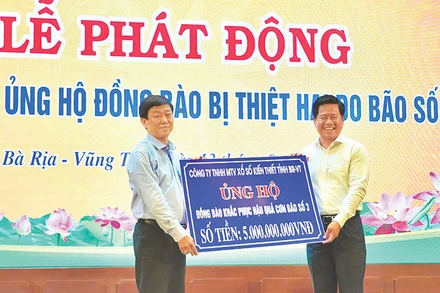 LỄ PHÁT ĐỘNG
ỦNG HỘ ĐỒNG BÀO BỊ THIỆT HẠI DO BÃO SỐ
Bà Rịa - Vũng T
CÔNG TY TNHH MTV XỔ SỐ KIẾN THIẾT TỈNH BR-VT
ỦNG HỘ
ĐỒNG BÀO KHẮC PHỤC HẬU QUẢ CƠN BÃO SỐ 3
SỐ TIỀN: 5.000.000.000VNĐ